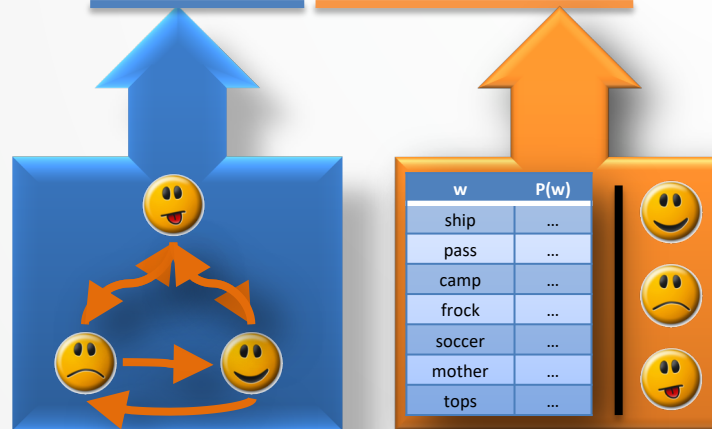 w P(w)
ship ...
pass ...
camp ...
frock ...
soccer ...
mother ...
tops ...